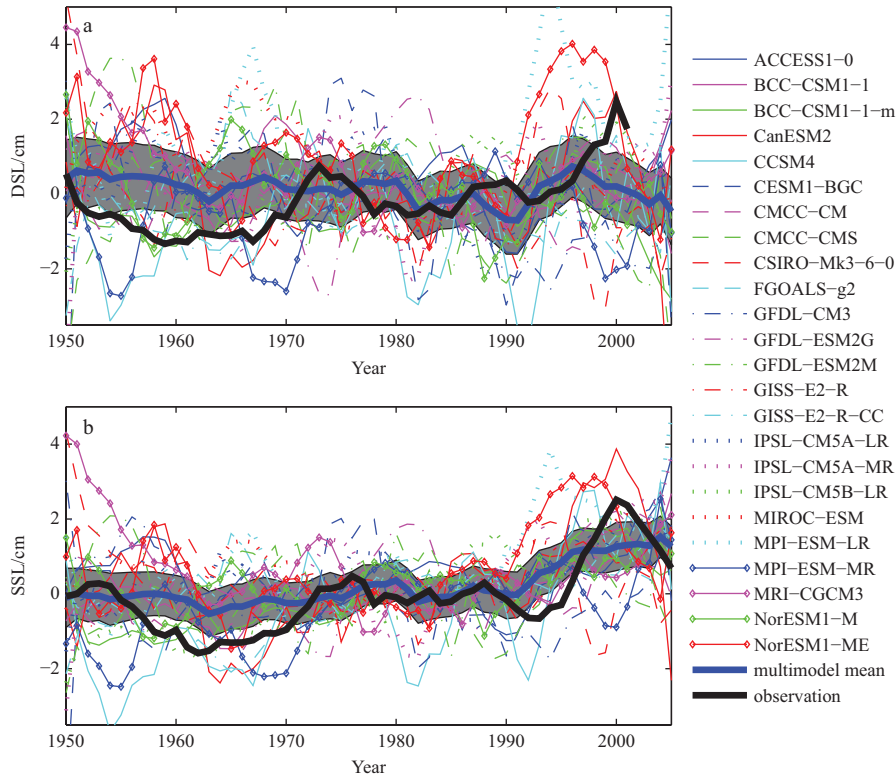 a
4
2
0
−2
DSL/cm
1950
1960
1970
1980
1990
2000
Year
b
4
2
0
−2
SSL/cm
1950
1960
1970
1980
1990
2000
Year
ACCESS1−0
BCC−CSM1−1
BCC−CSM1−1−m
CanESM2
CCSM4
CESM1−BGC
CMCC−CM
CMCC−CMS
CSIRO−Mk3−6−0
FGOALS−g2
GFDL−CM3
GFDL−ESM2G
GFDL−ESM2M
GISS−E2−R
GISS−E2−R−CC
IPSL−CM5A−LR
IPSL−CM5A−MR
IPSL−CM5B−LR
MIROC−ESM
MPI−ESM−LR
MPI−ESM−MR
MRI−CGCM3
NorESM1−M
NorESM1−ME
multimodel mean
observation